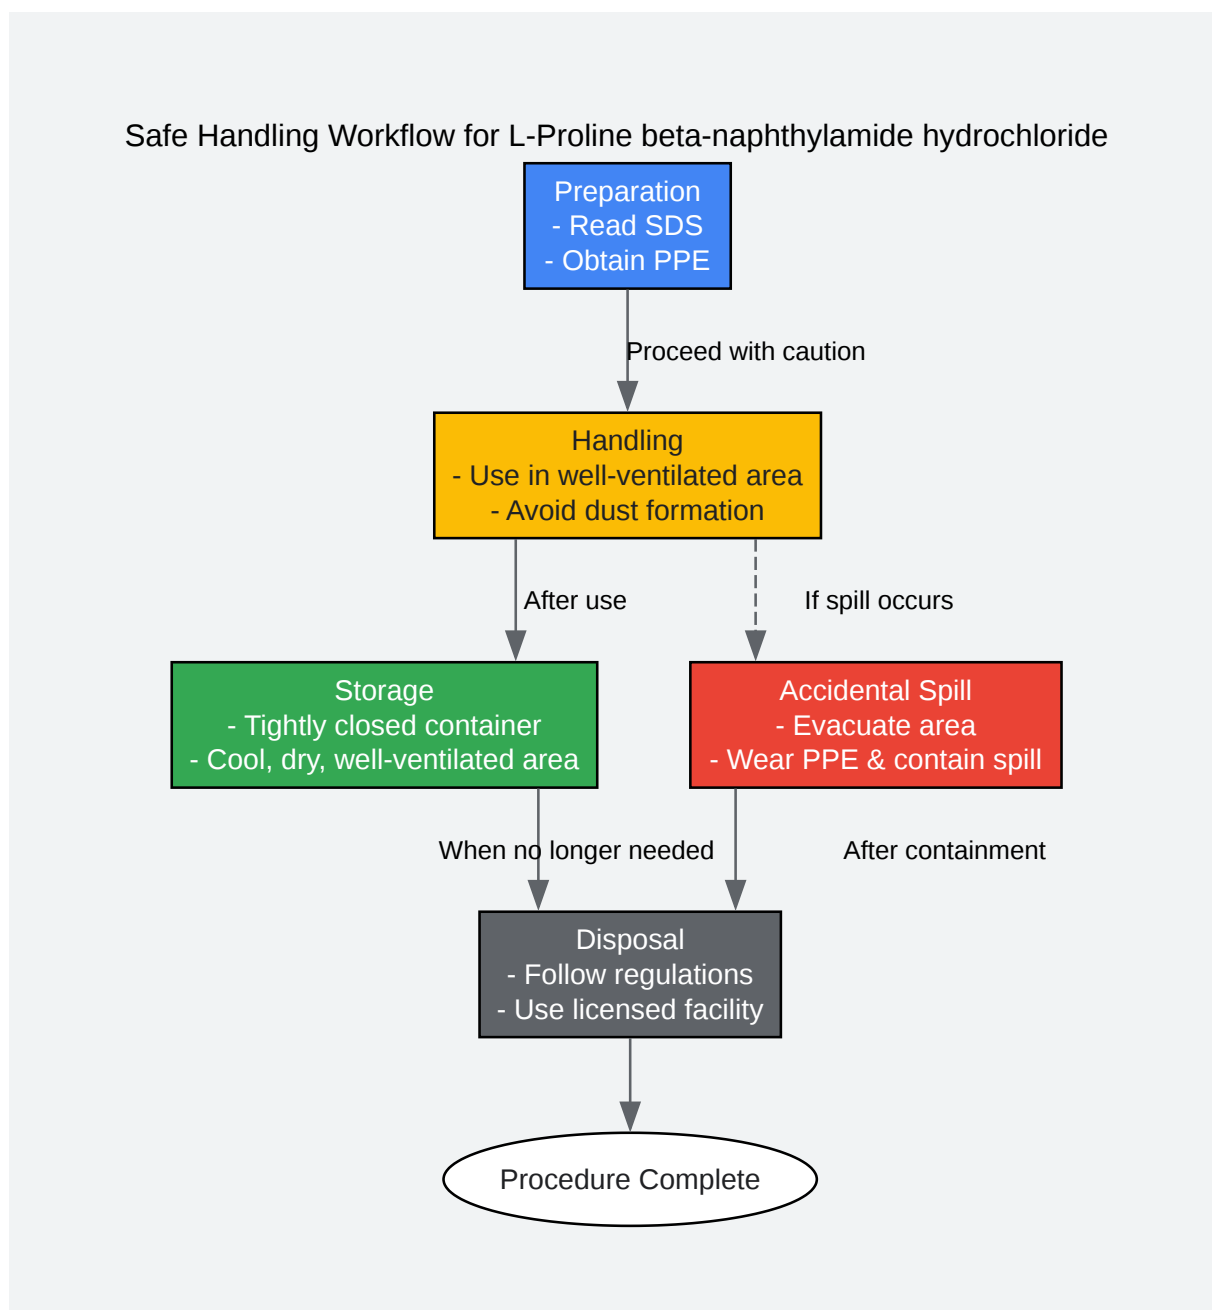 Safe Handling Workflow for L-Proline beta-naphthylamide hydrochloride
Preparation
- Read SDS
- Obtain PPE
Proceed with caution
Handling
- Use in well-ventilated area
- Avoid dust formation
After use
If spill occurs
Storage
- Tightly closed container
- Cool, dry, well-ventilated area
Accidental Spill
- Evacuate area
- Wear PPE & contain spill
When no longer needed
After containment
Disposal
- Follow regulations
- Use licensed facility
Procedure Complete